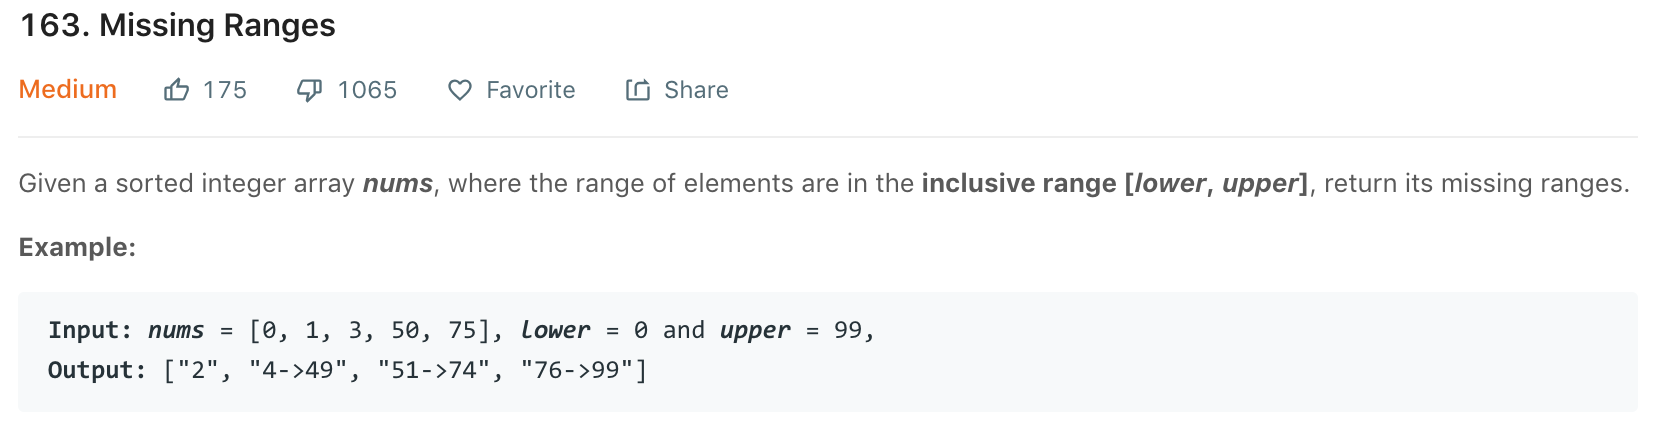 163. Missing Ranges
Medium 175 1065 Favorite Share
Given a sorted integer array nums, where the range of elements are in the inclusive range [lower, upper], return its missing ranges.
Example:
Input: nums = [0, 1, 3, 50, 75], lower = 0 and upper = 99,
Output: ["2", "4->49", "51->74", "76->99"]